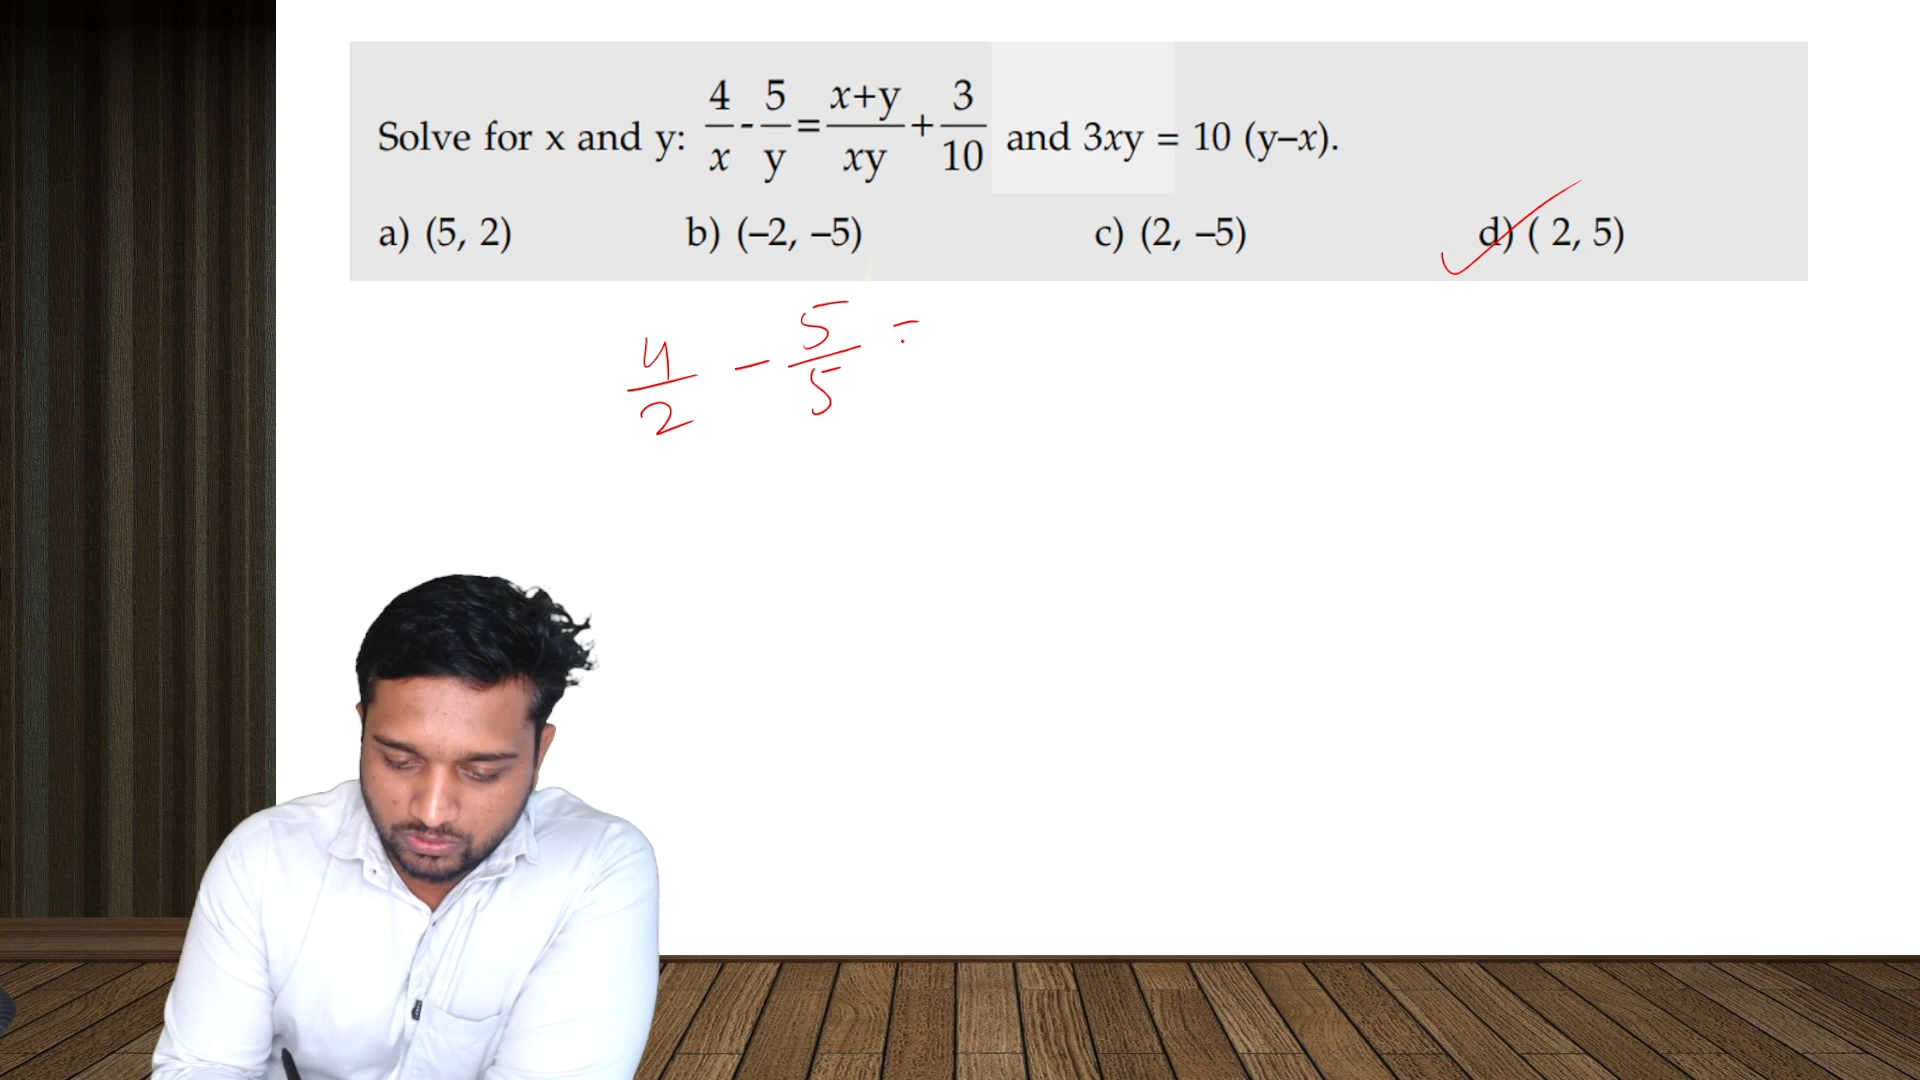 Solve for x and y: 4/x - 5/y = x+y/xy + 3/10 and 3xy = 10 (y–x).
a) (5, 2) b) (–2, –5) c) (2, –5) d) ( 2, 5)
4/2 - 5/5 =